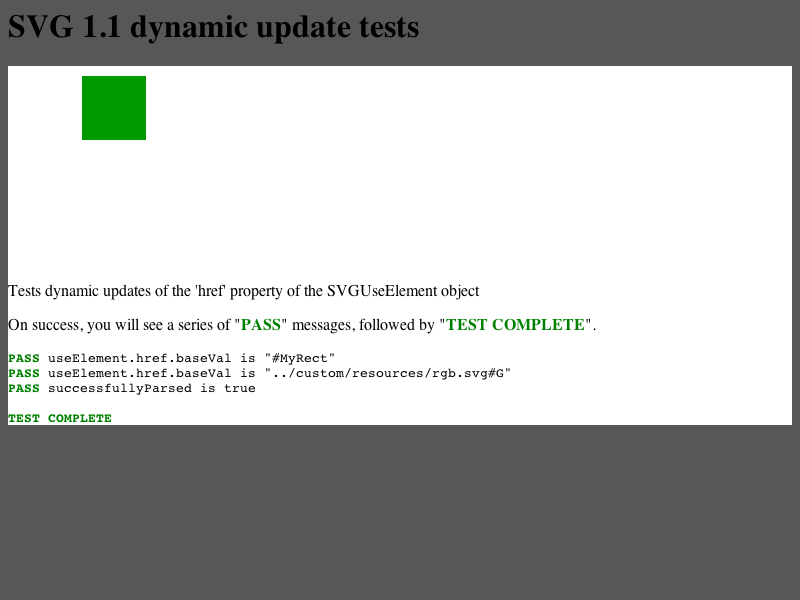 SVG 1.1 dynamic update tests
Tests dynamic updates of the 'href' property of the SVGUseElement object
On success, you will see a series of "PASS" messages, followed by "TEST COMPLETE".
PASS useElement.href.baseVal is "#MyRect"
PASS useElement.href.baseVal is "../custom/resources/rgb.svg#G"
PASS successfullyParsed is true
TEST COMPLETE